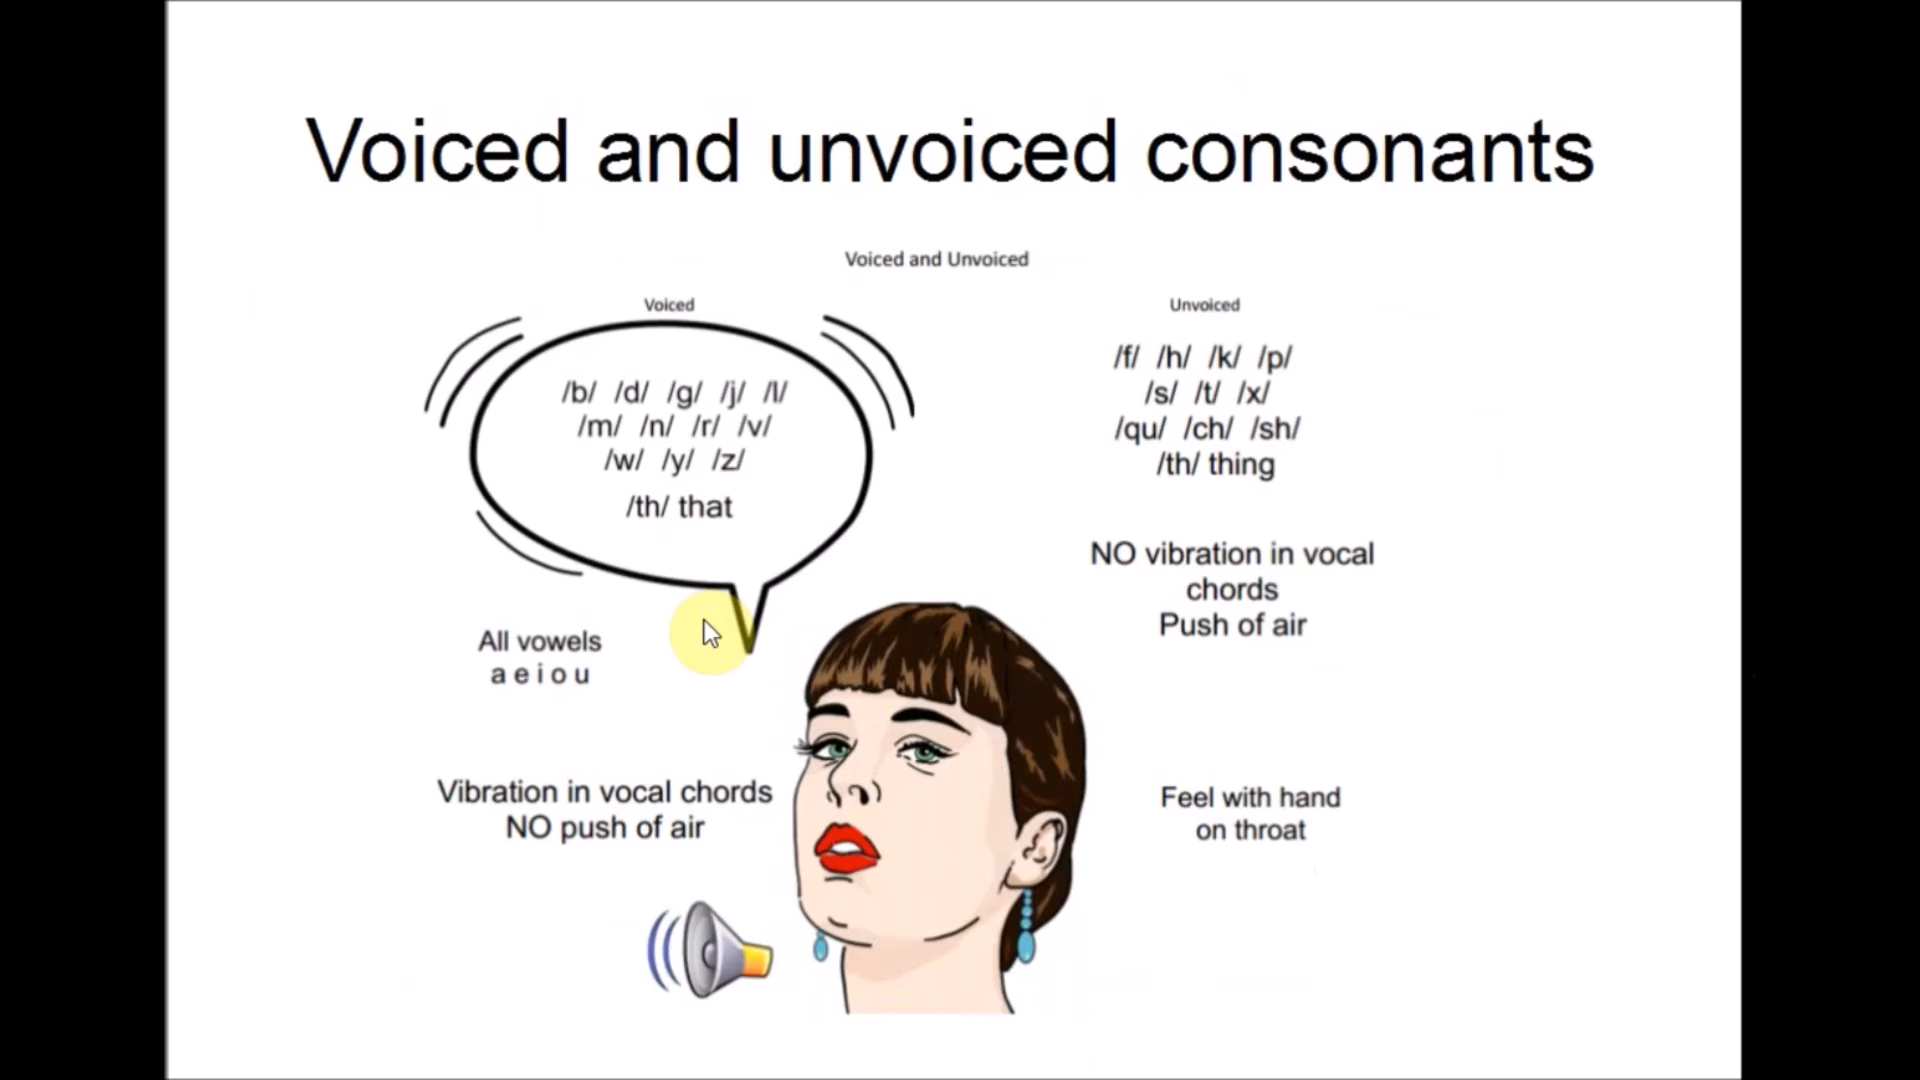 Voiced and unvoiced consonants
Voiced and Unvoiced
Voiced
/b/ /d/ /g/ /j/ /l/
/m/ /n/ /r/ /v/
/w/ /y/ /z/
/th/ that
All vowels
a e i o u
Vibration in vocal chords
NO push of air
Unvoiced
/f/ /h/ /k/ /p/
/s/ /t/ /x/
/qu/ /ch/ /sh/
/th/ thing
NO vibration in vocal
chords
Push of air
Feel with hand
on throat